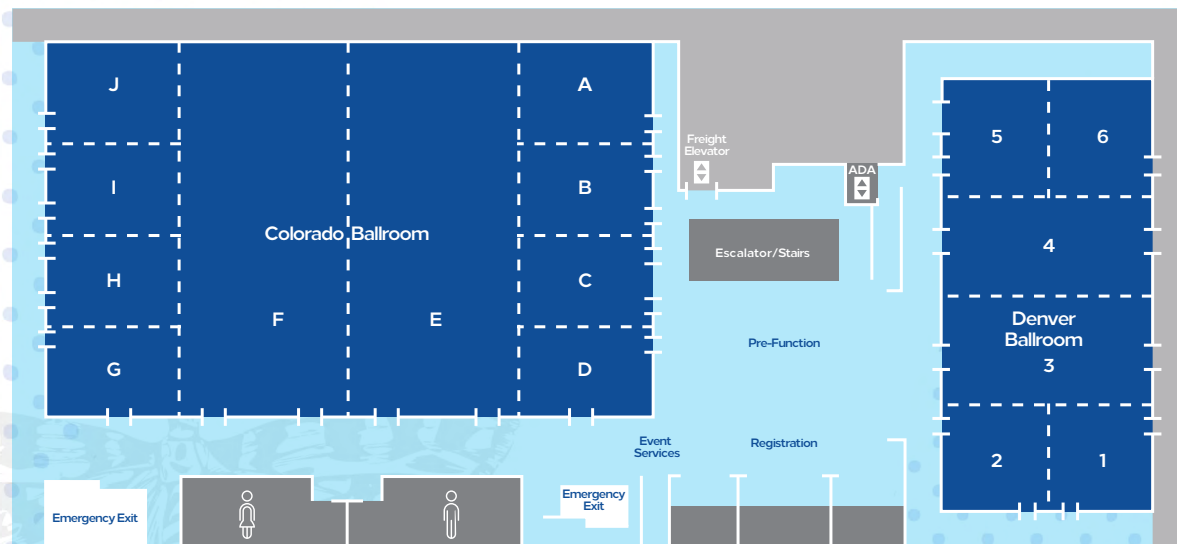 J
A
Freight
Elevator
5
6
ADA
I
B
Colorado Ballroom
Escalator/Stairs
4
H
C
F
E
Denver
Ballroom
3
Pre-Function
G
D
Event
Services
Registration
2
1
Emergency Exit
Emergency
Exit